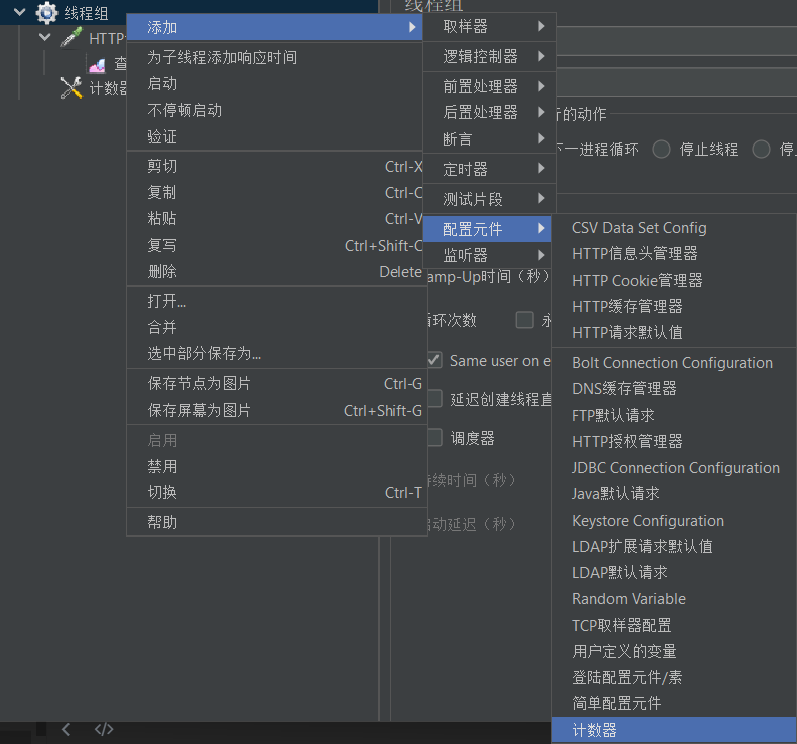 线程组
HTTP
查
计数器
添加
为子线程添加响应时间
启动
不停顿启动
验证
剪切 Ctrl-X
复制 Ctrl-C
粘贴 Ctrl-V
复写 Ctrl+Shift-C
删除 Delete
打开...
合并
选中部分保存为...
保存节点为图片 Ctrl-G
保存屏幕为图片 Ctrl+Shift-G
启用
禁用
切换 Ctrl-T
帮助
线程组
取样器
逻辑控制器
前置处理器
后置处理器
断言
定时器
测试片段
配置元件
监听器
行的动作
下一进程循环 停止线程 停
amp-Up时间（秒）
循环次数 永
Same user on e
延迟创建线程直
调度器
持续时间（秒）
启动延迟（秒）
CSV Data Set Config
HTTP信息头管理器
HTTP Cookie管理器
HTTP缓存管理器
HTTP请求默认值
Bolt Connection Configuration
DNS缓存管理器
FTP默认请求
HTTP授权管理器
JDBC Connection Configuration
Java默认请求
Keystore Configuration
LDAP扩展请求默认值
LDAP默认请求
Random Variable
TCP取样器配置
用户定义的变量
登陆配置元件/素
简单配置元件
计数器